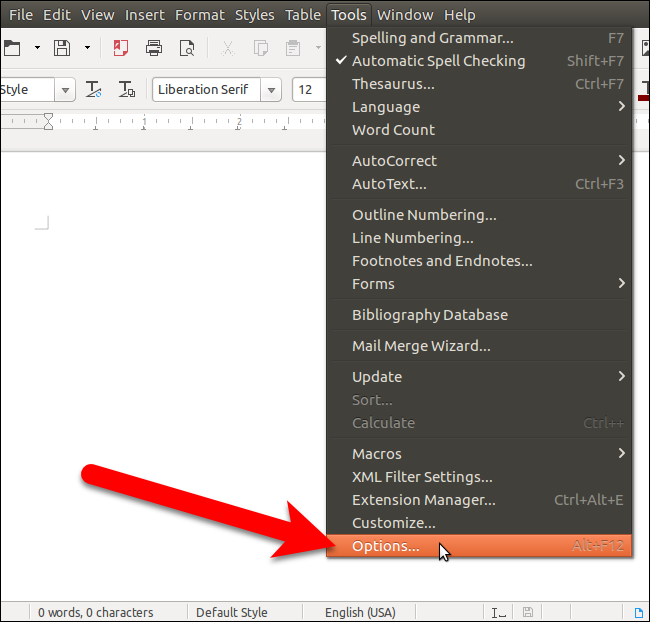 File Edit View Insert Format Styles Table Tools Window Help
Spelling and Grammar... F7
Automatic Spell Checking Shift+F7
Thesaurus... Ctrl+F7
Language
Word Count
Style Liberation Serif 12
1 2
AutoCorrect
AutoText... Ctrl+F3
Outline Numbering...
Line Numbering...
Footnotes and Endnotes...
Forms
Bibliography Database
Mail Merge Wizard...
Update
Sort...
Calculate Ctrl++
Macros
XML Filter Settings...
Extension Manager... Ctrl+Alt+E
Customize...
Options... Alt+F12
0 words, 0 characters Default Style English (USA)